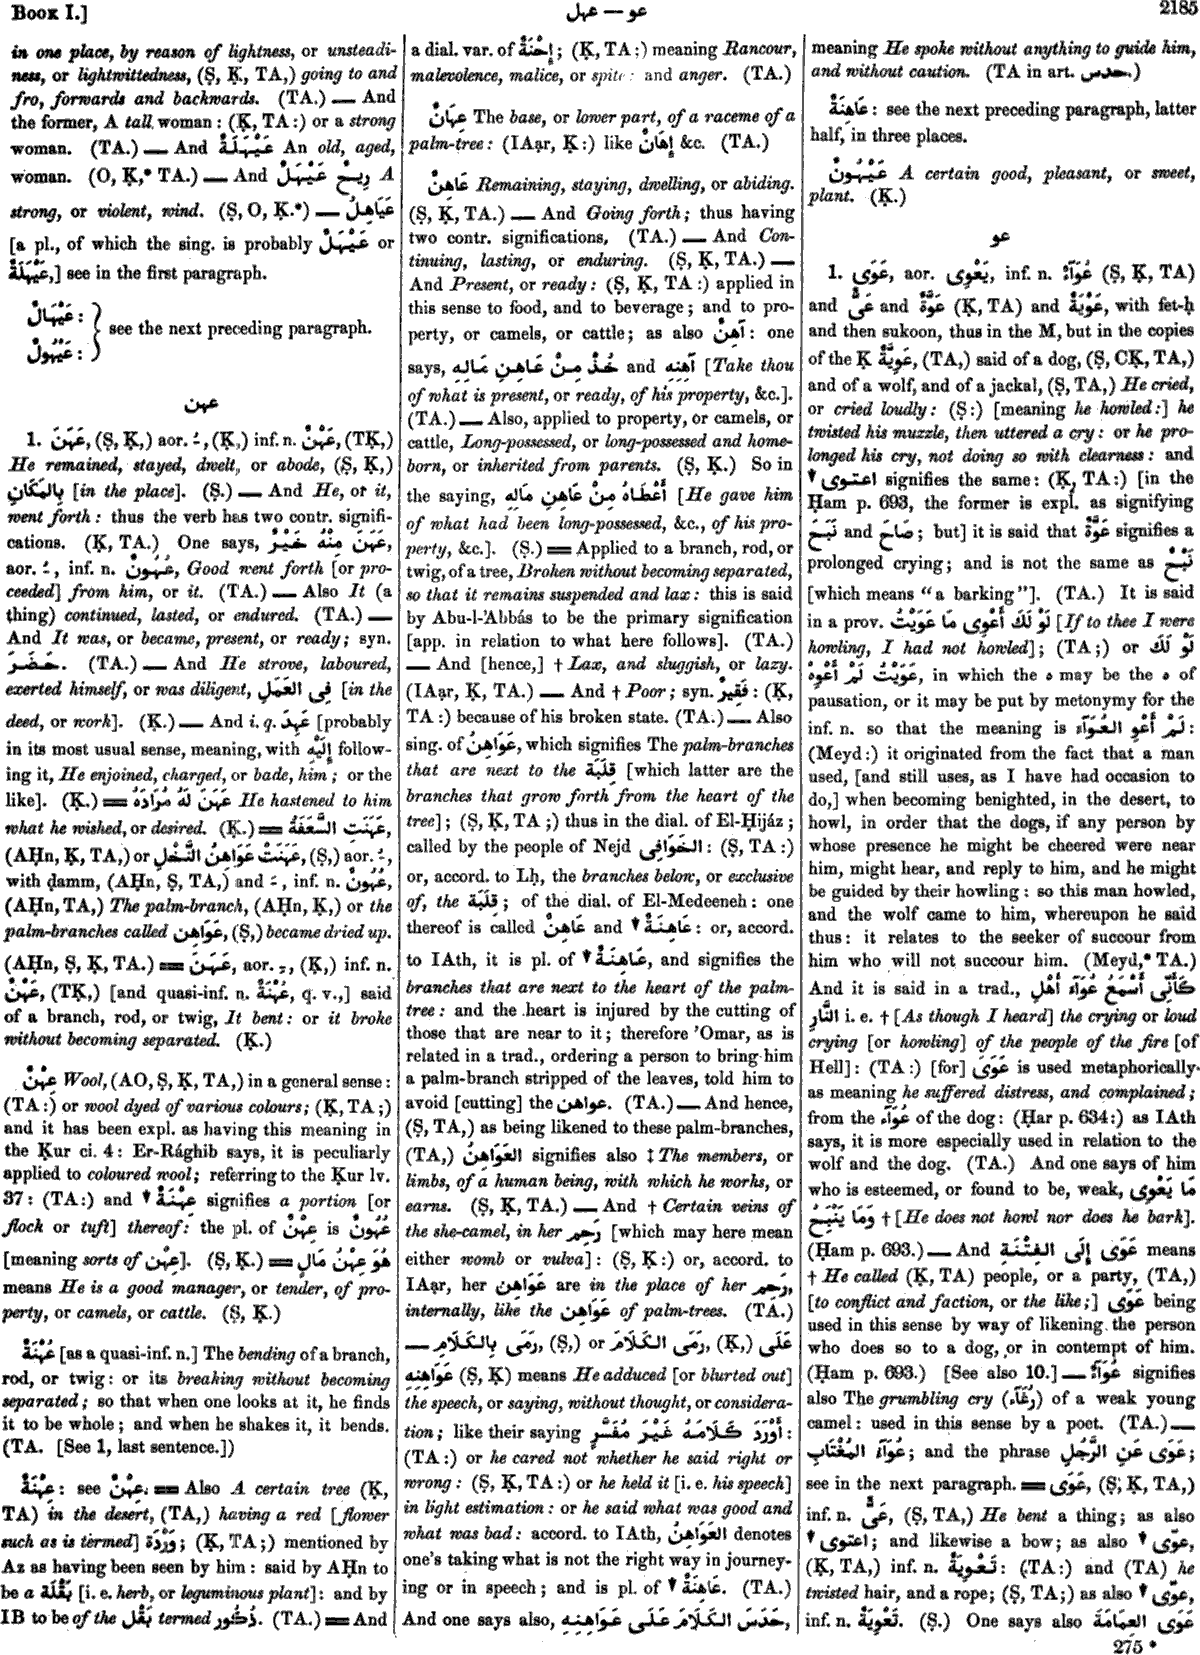 Book I.]
عو — عهل
2185
in one place, by reason of lightness, or unsteadi-
ness, or lightwittedness, (Ṣ, Ḳ, TA,) going to and
fro, forwards and backwards. (TA.) — And
the former, A tall woman: (Ḳ, TA:) or a strong
woman. (TA.) — And عَيْهَلَةٌ An old, aged,
woman. (O, Ḳ,* TA.) — And رِيحٌ عَيْهَلٌ A
strong, or violent, wind. (Ṣ, O, Ḳ.*) — عَيَاهِلُ
[a pl., of which the sing. is probably عَيْهَلٌ or
عَيْهَلَةٌ,] see in the first paragraph.
عَيْهَالٌ :
see the next preceding paragraph.
عَيْهُولٌ :
عهن
1. عَهَنَ, (Ṣ, Ḳ,) aor. ـُ, (Ḳ,) inf. n. عَهْنٌ, (TḲ,)
He remained, stayed, dwelt, or abode, (Ṣ, Ḳ,)
بِالمَكَانِ [in the place]. (Ṣ.) — And He, or it,
went forth: thus the verb has two contr. signifi-
cations. (Ḳ, TA.) One says, عَهَنَ مِنْهُ خَيْرٌ,
aor. ـُ, inf. n. عُهُونٌ, Good went forth [or pro-
ceeded] from him, or it. (TA.) — Also It (a
thing) continued, lasted, or endured. (TA.) —
And It was, or became, present, or ready; syn.
حَضَرَ. (TA.) — And He strove, laboured,
exerted himself, or was diligent, فِى العَمَلِ [in the
deed, or work]. (Ḳ.) — And i. q. عَهِدَ [probably
in its most usual sense, meaning, with إِلَيْهِ follow-
ing it, He enjoined, charged, or bade, him; or the
like]. (Ḳ.) ═ عَهَنَ لَهُ مُرَادَهُ He hastened to him
what he wished, or desired. (Ḳ.) ═ عَهَنَتِ السَّعَفَةُ,
(AḤn, Ḳ, TA,) or عَهَنَتْ عَوَاهِنُ النَّخْلِ, (Ṣ,) aor. ـُ,
with ḍamm, (AḤn, Ṣ, TA,) and ـَ, inf. n. عُهُونٌ,
(AḤn, TA,) The palm-branch, (AḤn, Ḳ,) or the
palm-branches called عَوَاهِن, (Ṣ,) became dried up.
(AḤn, Ṣ, Ḳ, TA.) ═ عَهَنَ, aor. ـِ, (Ḳ,) inf. n.
عَهْنٌ, (TḲ,) [and quasi-inf. n. عُهْنَةٌ, q. v.,] said
of a branch, rod, or twig, It bent: or it broke
without becoming separated. (Ḳ.)
عِهْنٌ Wool, (AO, Ṣ, Ḳ, TA,) in a general sense:
(TA:) or wool dyed of various colours; (Ḳ, TA;)
and it has been expl. as having this meaning in
the Ḳur ci. 4: Er-Rághib says, it is peculiarly
applied to coloured wool; referring to the Ḳur lv.
37: (TA:) and ▼ عِهْنَةٌ signifies a portion [or
flock or tuft] thereof: the pl. of عِهْنٌ is عُهُونٌ
[meaning sorts of عِهْن]. (Ṣ, Ḳ.) ═ هُوَ عِهْنُ مَالٍ
means He is a good manager, or tender, of pro-
perty, or camels, or cattle. (Ṣ, Ḳ.)
عُهْنَةٌ [as a quasi-inf. n.] The bending of a branch,
rod, or twig: or its breaking without becoming
separated; so that when one looks at it, he finds
it to be whole; and when he shakes it, it bends.
(TA. [See 1, last sentence.])
عِهْنَةٌ : see عِهْنٌ. ═ Also A certain tree (Ḳ,
TA) in the desert, (TA,) having a red [flower
such as is termed] وَرْدَة; (Ḳ, TA;) mentioned by
Az as having been seen by him: said by AḤn to
be a بَقْلَة [i. e. herb, or leguminous plant]: and by
IB to be of the بَقْل termed ذُكُور. (TA.) ═ And
a dial. var. of إِحْنَةٌ; (Ḳ, TA:) meaning Rancour,
malevolence, malice, or spite: and anger. (TA.)
عِهَانٌ The base, or lower part, of a raceme of a
palm-tree: (IAạr, Ḳ:) like إِهَانٌ &c. (TA.)
عَاهِنٌ Remaining, staying, dwelling, or abiding.
(Ṣ, Ḳ, TA.) — And Going forth; thus having
two contr. significations. (TA.) — And Con-
tinuing, lasting, or enduring. (Ṣ, Ḳ, TA.) —
And Present, or ready: (Ṣ, Ḳ, TA:) applied in
this sense to food, and to beverage; and to pro-
perty, or camels, or cattle; as also آهِنٌ: one
says, خُذْ مِنْ عَاهِنِ مَالِهِ and آهِنِهِ [Take thou
of what is present, or ready, of his property, &c.].
(TA.) — Also, applied to property, or camels, or
cattle, Long-possessed, or long-possessed and home-
born, or inherited from parents. (Ṣ, Ḳ.) So in
the saying, أَعْطَاهُ مِنْ عَاهِنِ مَالِهِ [He gave him
of what had been long-possessed, &c., of his pro-
perty, &c.]. (Ṣ.) ═ Applied to a branch, rod, or
twig, of a tree, Broken without becoming separated,
so that it remains suspended and lax: this is said
by Abu-l-'Abbás to be the primary signification
[app. in relation to what here follows]. (TA.)
— And [hence,] † Lax, and sluggish, or lazy.
(IAạr, Ḳ, TA.) — And † Poor; syn. فَقِيرٌ: (Ḳ,
TA:) because of his broken state. (TA.) — Also
sing. of عَوَاهِنُ, which signifies The palm-branches
that are next to the قِلَبَة [which latter are the
branches that grow forth from the heart of the
tree]; (Ṣ, Ḳ, TA;) thus in the dial. of El-Ḥijáz;
called by the people of Nejd الخَوَافِى: (Ṣ, TA:)
or, accord. to Lḥ, the branches below, or exclusive
of, the قِلَبَة; of the dial. of El-Medeeneh: one
thereof is called عَاهِنٌ and ▼ عَاهِنَةٌ: or, accord.
to IAth, it is pl. of ▼ عَاهِنَةٌ, and signifies the
branches that are next to the heart of the palm-
tree: and the heart is injured by the cutting of
those that are near to it; therefore 'Omar, as is
related in a trad., ordering a person to bring him
a palm-branch stripped of the leaves, told him to
avoid [cutting] the عواهن. (TA.) — And hence,
(Ṣ, TA,) as being likened to these palm-branches,
(TA,) العَوَاهِنُ signifies also ‡ The members, or
limbs, of a human being, with which he works, or
earns. (Ṣ, Ḳ, TA.) — And † Certain veins of
the she-camel, in her رَحِم [which may here mean
either womb or vulva]: (Ṣ, Ḳ:) or, accord. to
IAạr, her عَوَاهِن are in the place of her رَحِم,
internally, like the عَوَاهِن of palm-trees. (TA.)
— رَمَى بِالكَلَامِ, (Ṣ,) or رَمَى الكَلَامَ, (Ḳ,) عَلَى
عَوَاهِنِهِ (Ṣ, Ḳ) means He adduced [or blurted out]
the speech, or saying, without thought, or considera-
tion; like their saying أَوْرَدَ كَلَامَهُ غَيْرَ مُفَسَّرٍ:
(TA:) or he cared not whether he said right or
wrong: (Ṣ, Ḳ, TA:) or he held it [i. e. his speech]
in light estimation: or he said what was good and
what was bad: accord. to IAth, العَوَاهِنُ denotes
one's taking what is not the right way in journey-
ing or in speech; and is pl. of ▼ عَاهِنَةٌ. (TA.)
And one says also, حَدَسَ الكَلَامَ عَلَى عَوَاهِنِهِ,
meaning He spoke without anything to guide him,
and without caution. (TA in art. حدس.)
عَاهِنَةٌ : see the next preceding paragraph, latter
half, in three places.
عَيْهُونٌ A certain good, pleasant, or sweet,
plant. (Ḳ.)
عو
1. عَوَى, aor. يَعْوِى, inf. n. عُوَآءٌ (Ṣ, Ḳ, TA)
and عَىٌّ and عَوَّةٌ (Ḳ, TA) and عَوْيَةٌ, with fet-ḥ
and then sukoon, thus in the M, but in the copies
of the Ḳ عَوِيَّةٌ, (TA,) said of a dog, (Ṣ, CḲ, TA,)
and of a wolf, and of a jackal, (Ṣ, TA,) He cried,
or cried loudly: (Ṣ:) [meaning he howled:] he
twisted his muzzle, then uttered a cry: or he pro-
longed his cry, not doing so with clearness: and
▼ اعتوى signifies the same: (Ḳ, TA:) [in the
Ḥam p. 693, the former is expl. as signifying
نَبَحَ and صَاحَ; but] it is said that عَوَّةٌ signifies a
prolonged crying; and is not the same as نَبْحٌ
[which means "a barking"]. (TA.) It is said
in a prov. لَوْ لَكَ أَعْوِى مَا عَوَيْتُ [If to thee I were
howling, I had not howled]; (TA;) or لَوْ لَكَ
عَوَيْتُ لَمْ أَعْوِهْ, in which the ه may be the ه of
pausation, or it may be put by metonymy for the
inf. n. so that the meaning is لَمْ أَعْوِ العُوَآءَ:
(Meyd:) it originated from the fact that a man
used, [and still uses, as I have had occasion to
do,] when becoming benighted, in the desert, to
howl, in order that the dogs, if any person by
whose presence he might be cheered were near
him, might hear, and reply to him, and he might
be guided by their howling: so this man howled,
and the wolf came to him, whereupon he said
thus: it relates to the seeker of succour from
him who will not succour him. (Meyd,* TA.)
And it is said in a trad., كَأَنِّى أَسْمَعُ عُوَآءَ أَهْلِ
النَّارِ i. e. † [As though I heard] the crying or loud
crying [or howling] of the people of the fire [of
Hell]: (TA:) [for] عَوَى is used metaphorically
as meaning he suffered distress, and complained;
from the عُوَآء of the dog: (Ḥar p. 634:) as IAth
says, it is more especially used in relation to the
wolf and the dog. (TA.) And one says of him
who is esteemed, or found to be, weak, مَا يَعْوِى
وَمَا يَنْبَحُ † [He does not howl nor does he bark].
(Ḥam p. 693.) — And عَوَى إِلَى الفِتْنَةِ means
† He called (Ḳ, TA) people, or a party, (TA,)
[to conflict and faction, or the like;] عَوَى being
used in this sense by way of likening the person
who does so to a dog, or in contempt of him.
(Ḥam p. 693.) [See also 10.] — عُوَآءٌ signifies
also The grumbling cry (رُغَآء) of a weak young
camel: used in this sense by a poet. (TA.) —
عَوَى عَنِ الرَّجُلِ; and the phrase عُوَآءَ المُغْتَابِ;
see in the next paragraph. ═ عَوَى, (Ṣ, Ḳ, TA,)
inf. n. عَىٌّ, (Ṣ, TA,) He bent a thing; as also
▼ اعتوى; and likewise a bow; as also ▼ عَوَّى,
(Ḳ, TA,) inf. n. تَعْوِيَةٌ: (TA:) and (TA) he
twisted hair, and a rope; (Ṣ, TA;) as also ▼ عَوَّى,
inf. n. تَعْوِيَةٌ. (Ṣ.) One says also عَوَى العِمَامَةَ
275 *